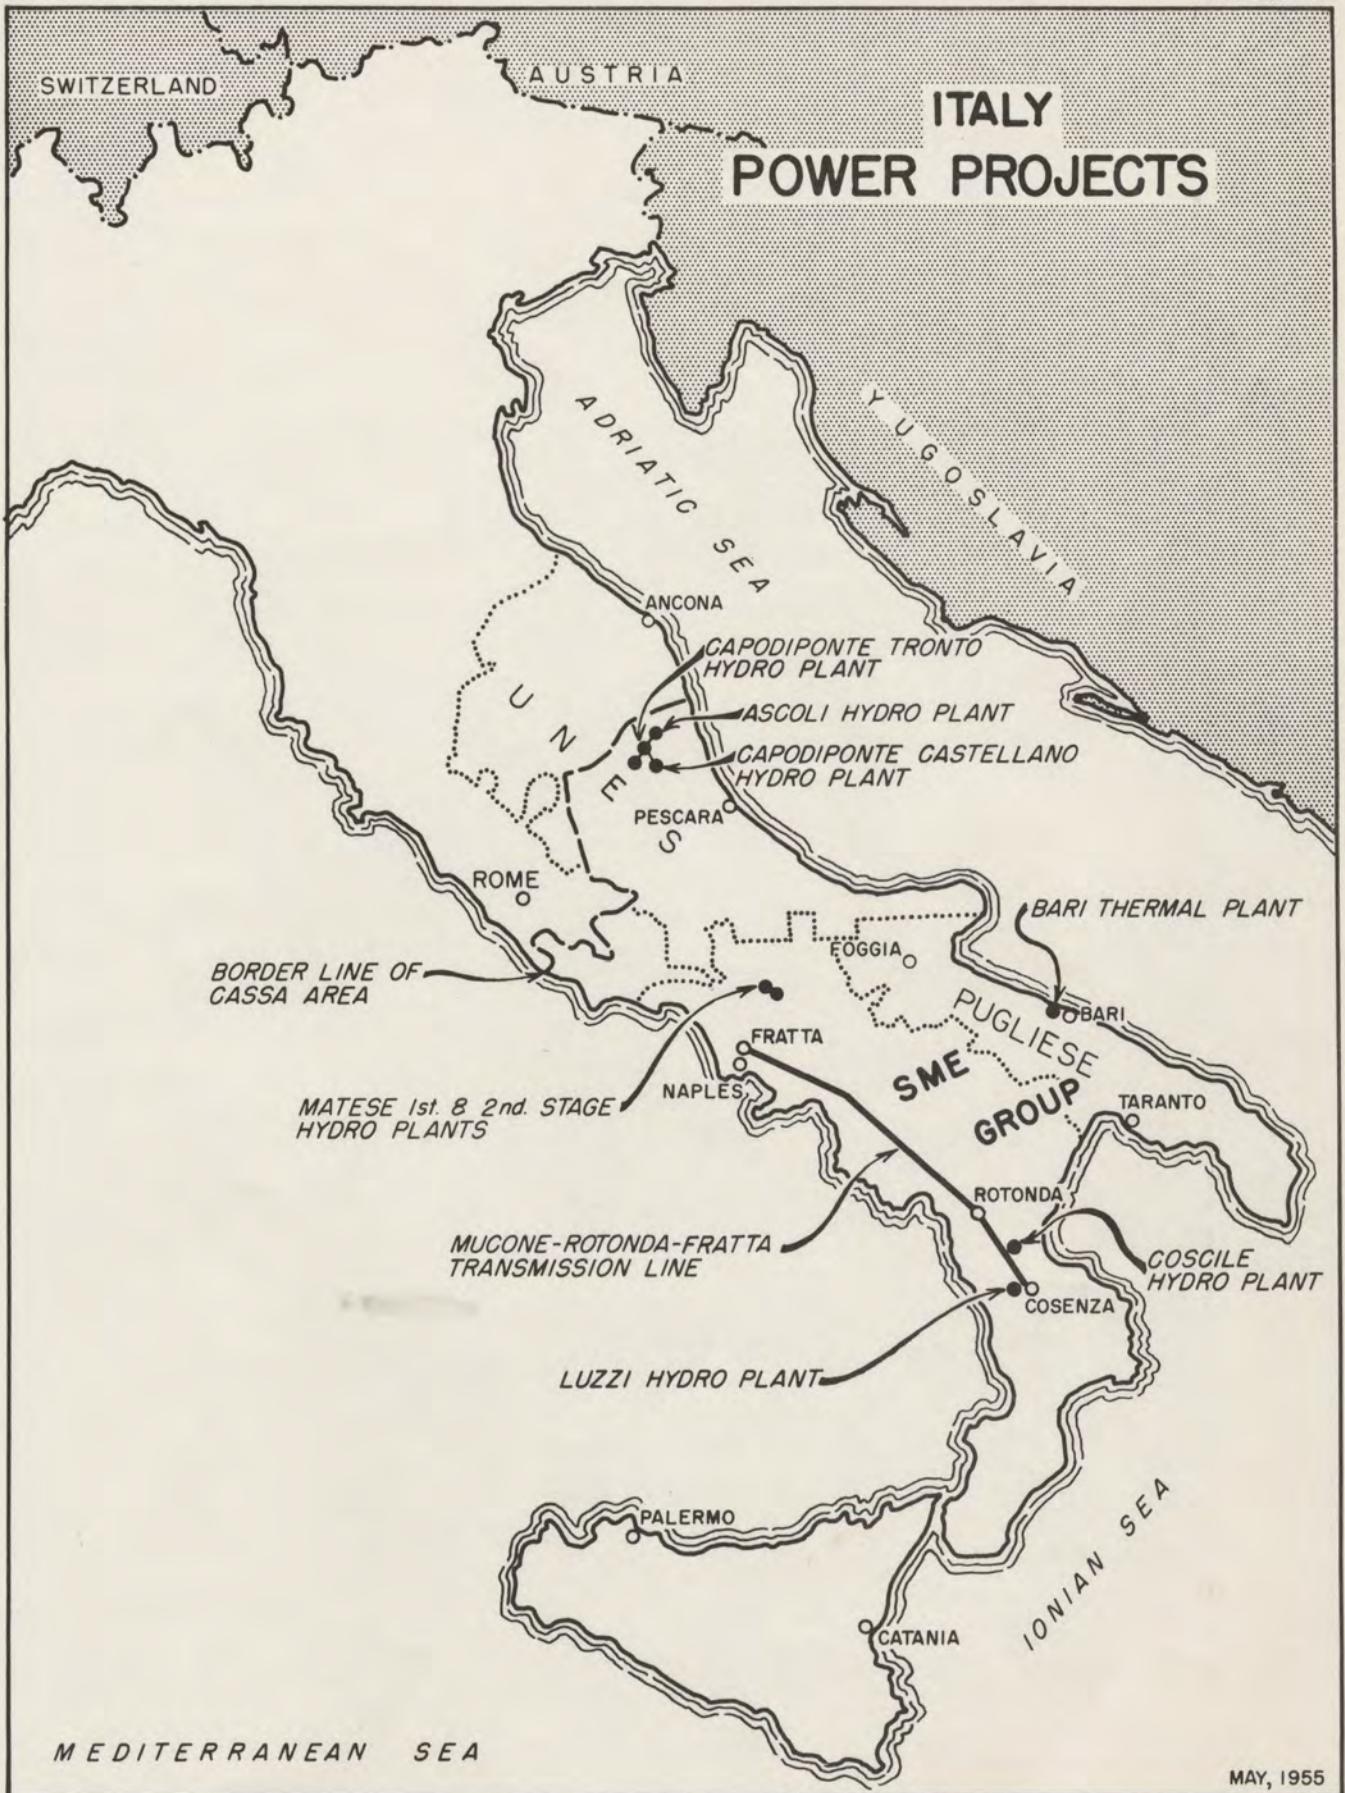 SWITZERLAND
AUSTRIA
ITALY
POWER PROJECTS
YUGOSLAVIA
ADRIATIC SEA
ANCONA
CAPODIPONTE TRONTO
HYDRO PLANT
UNES
ASCOLI HYDRO PLANT
CAPODIPONTE CASTELLANO
HYDRO PLANT
PESCARA
ROME
BARI THERMAL PLANT
FOGGIA
BORDER LINE OF
CASSA AREA
PUGLIESE
BARI
FRATTA
SME
GROUP
NAPLES
MATESE 1st. & 2nd. STAGE
HYDRO PLANTS
TARANTO
ROTONDA
MUCONE-ROTONDA-FRATTA
TRANSMISSION LINE
COSCILE
HYDRO PLANT
COSENZA
LUZZI HYDRO PLANT
PALERMO
IONIAN SEA
CATANIA
MEDITERRANEAN SEA
MAY, 1955